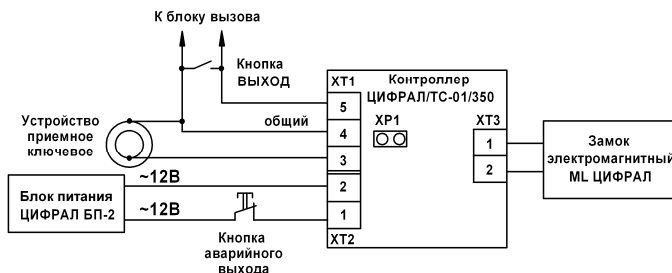 К блоку вызова
Кнопка
ВЫХОД
Устройство
приемное
ключевое
общий
XT1
Контроллер
ЦИФРАЛ/ТС-01/350
XP1
XT3
5
4
3
2
1
XT2
1
2
Замок
электромагнитный
ML ЦИФРАЛ
Блок питания
ЦИФРАЛ БП-2
~12В
~12В
Кнопка
аварийного
выхода